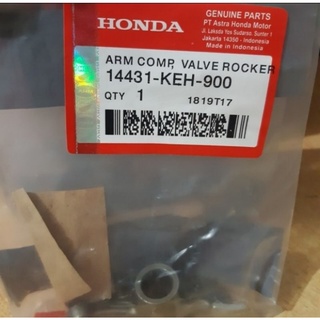 HONDA
GENUINE PARTS
PT Astra Honda Motor
Jl. Laksda Yos Sudarso, Sunter 1
Jakarta 14350 - Indonesia
Made in Indonesia
ARM COMP, VALVE ROCKER
14431-KEH-900
QTY 1 1819T17